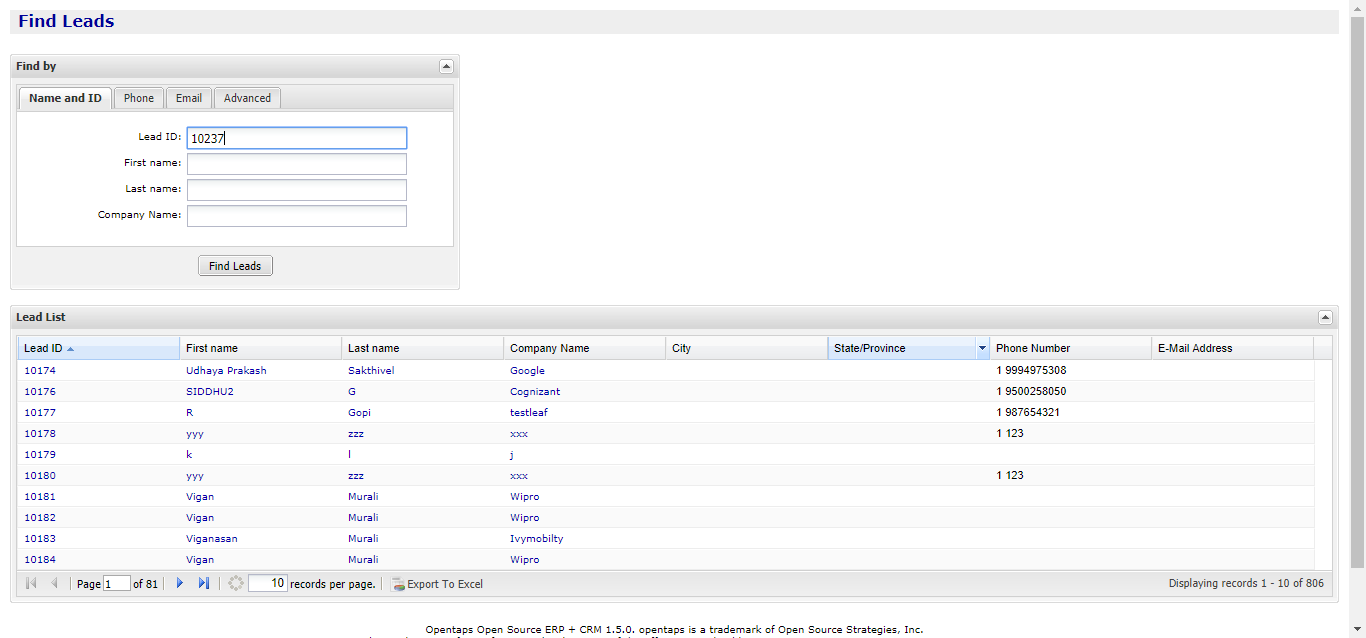 Find Leads
Find by
Name and ID Phone Email Advanced
Lead ID: 10237
First name:
Last name:
Company Name:
Find Leads
Lead List
Lead ID First name Last name Company Name City State/Province Phone Number E-Mail Address
10174 Udhaya Prakash Sakthivel Google 1 9994975308
10176 SIDDHU2 G Cognizant 1 9500258050
10177 R Gopi testleaf 1 987654321
10178 yyy zzz xxx 1 123
10179 k l j
10180 yyy zzz xxx 1 123
10181 Vigan Murali Wipro
10182 Vigan Murali Wipro
10183 Viganasan Murali Ivymobilty
10184 Vigan Murali Wipro
Page 1 of 81 10 records per page. Export To Excel Displaying records 1 - 10 of 806
Opentaps Open Source ERP + CRM 1.5.0. opentaps is a trademark of Open Source Strategies, Inc.